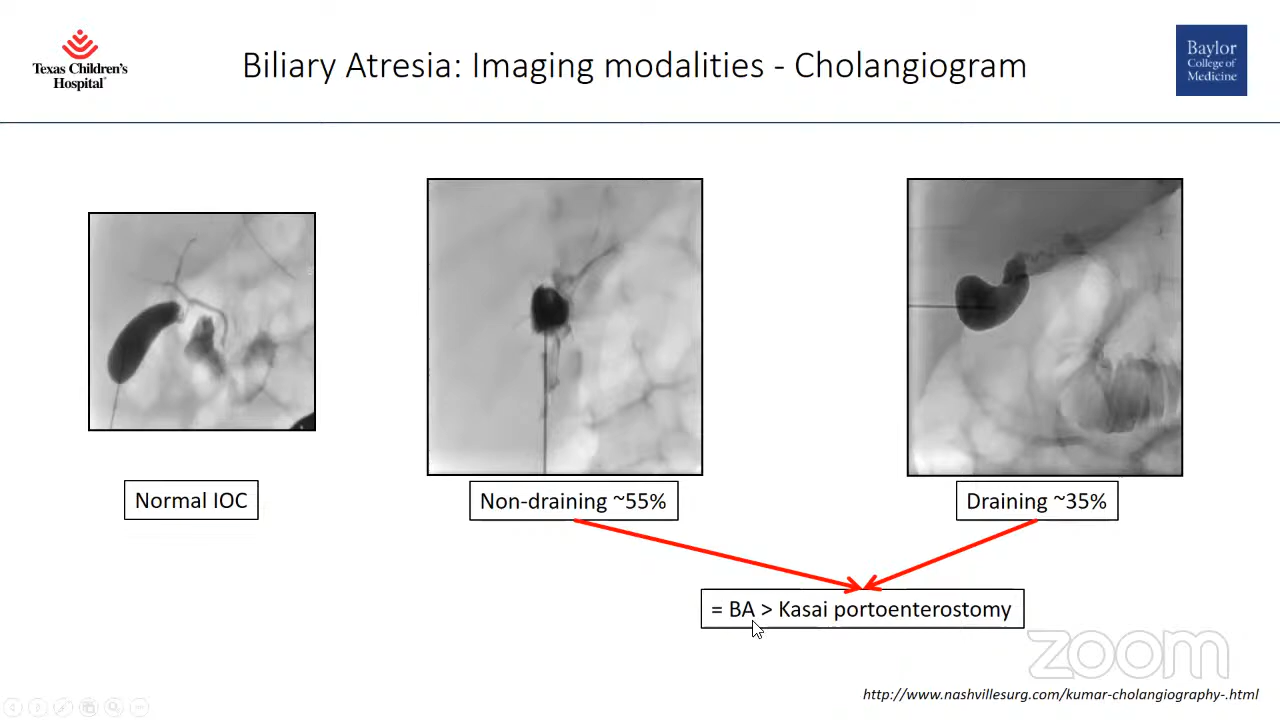 Texas Children's
Hospital
Biliary Atresia: Imaging modalities - Cholangiogram
Baylor
College of
Medicine
Normal IOC
Non-draining ~55%
Draining ~35%
= BA > Kasai portoenterostomy
zoom
http://www.nashvillesurg.com/kumar-cholangiography-.html